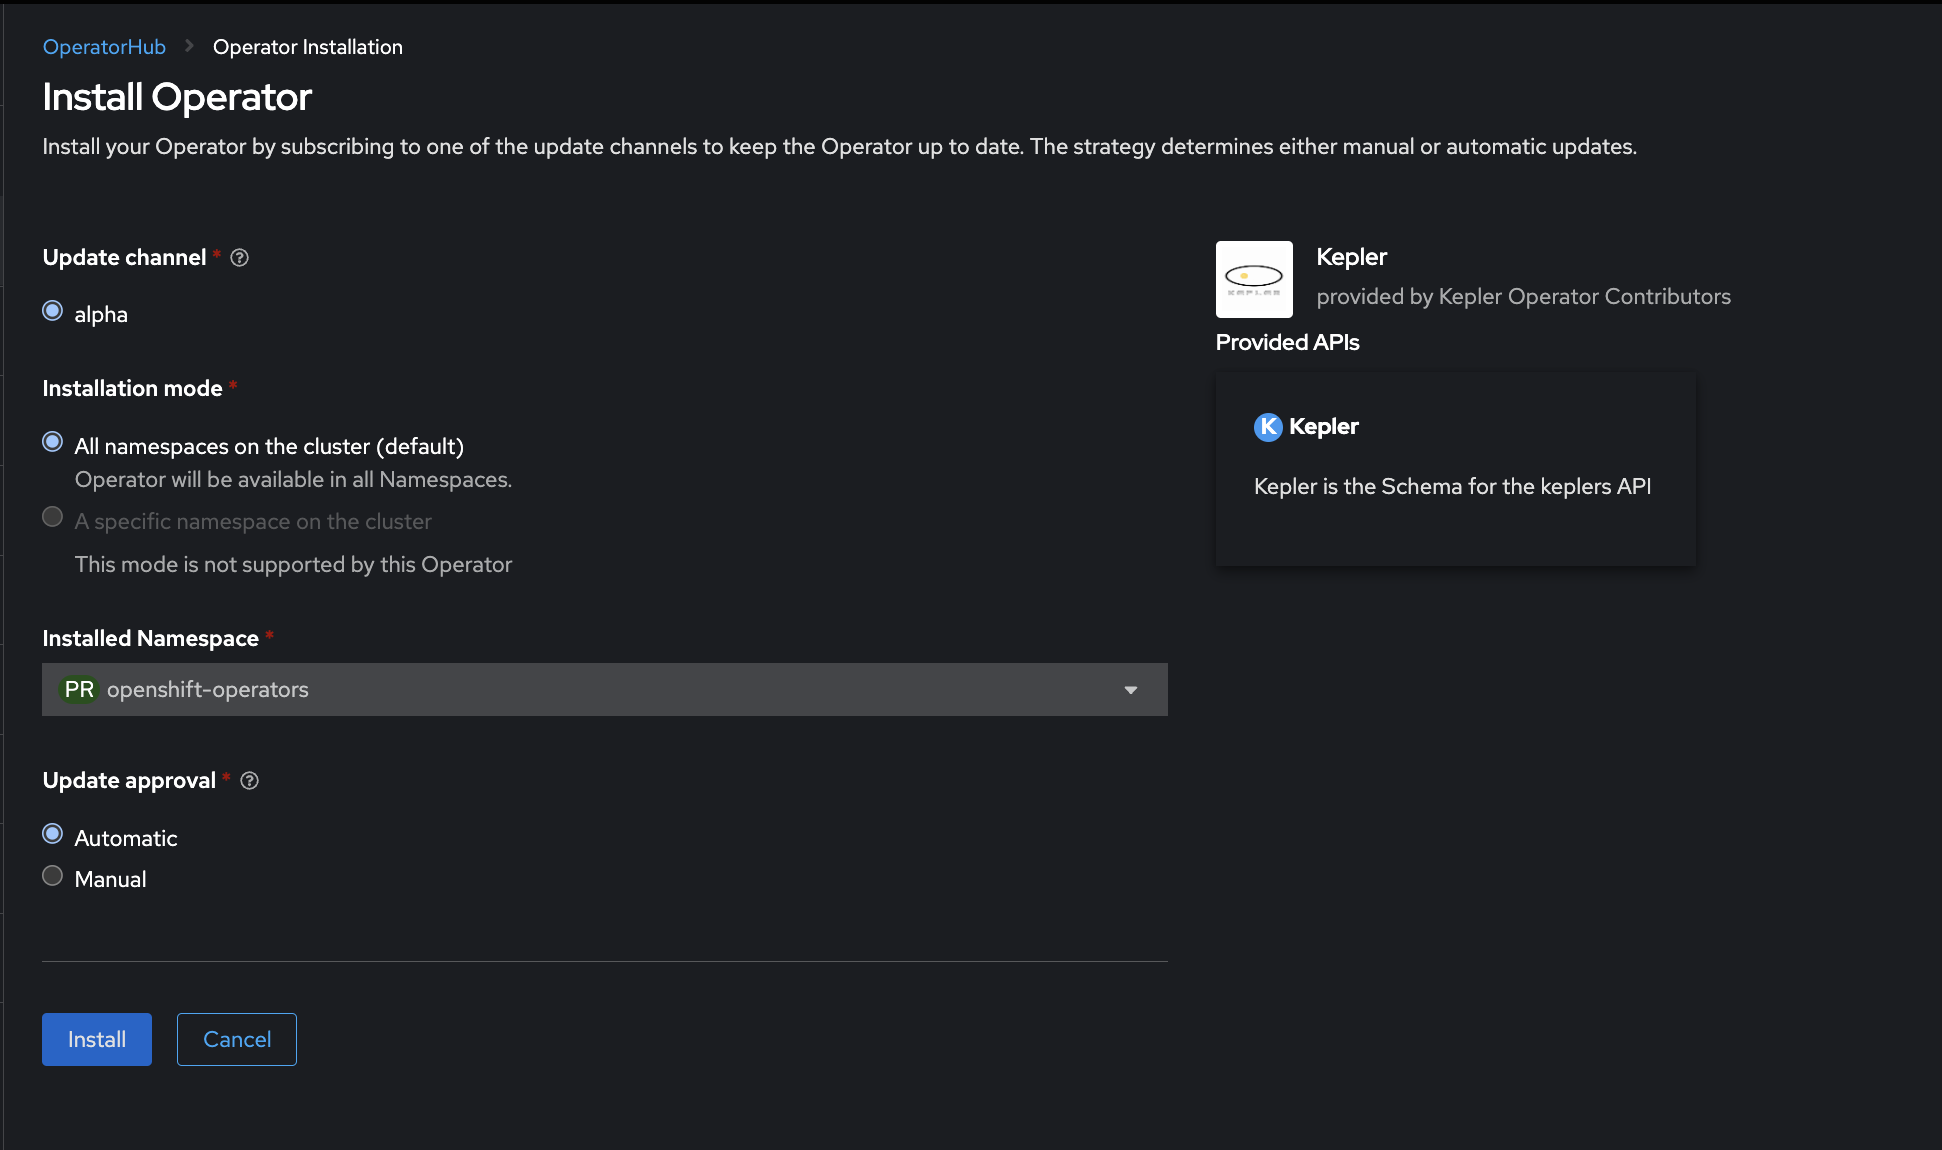 OperatorHub > Operator Installation
Install Operator
Install your Operator by subscribing to one of the update channels to keep the Operator up to date. The strategy determines either manual or automatic updates.
Update channel *
alpha
Installation mode *
All namespaces on the cluster (default)
Operator will be available in all Namespaces.
A specific namespace on the cluster
This mode is not supported by this Operator
Installed Namespace *
PR openshift-operators
Update approval *
Automatic
Manual
Install Cancel
KEPLER
Kepler
provided by Kepler Operator Contributors
Provided APIs
K Kepler
Kepler is the Schema for the keplers API